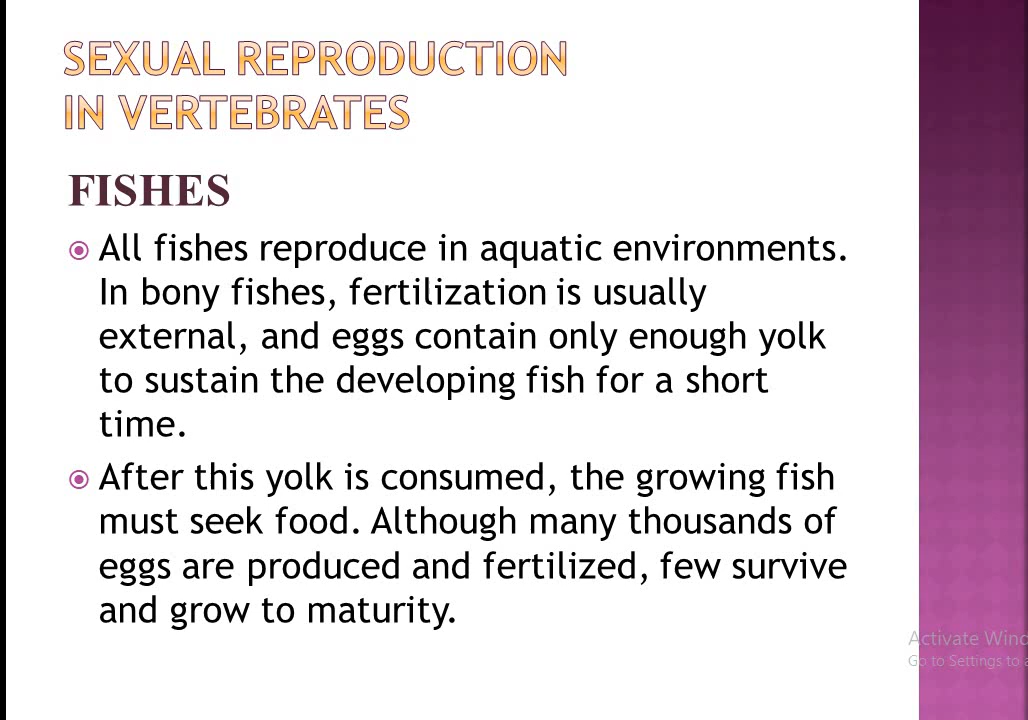 SEXUAL REPRODUCTION
IN VERTEBRATES
FISHES
All fishes reproduce in aquatic environments.
In bony fishes, fertilization is usually
external, and eggs contain only enough yolk
to sustain the developing fish for a short
time.
After this yolk is consumed, the growing fish
must seek food. Although many thousands of
eggs are produced and fertilized, few survive
and grow to maturity.
Activate Wind
Go to Settings to a